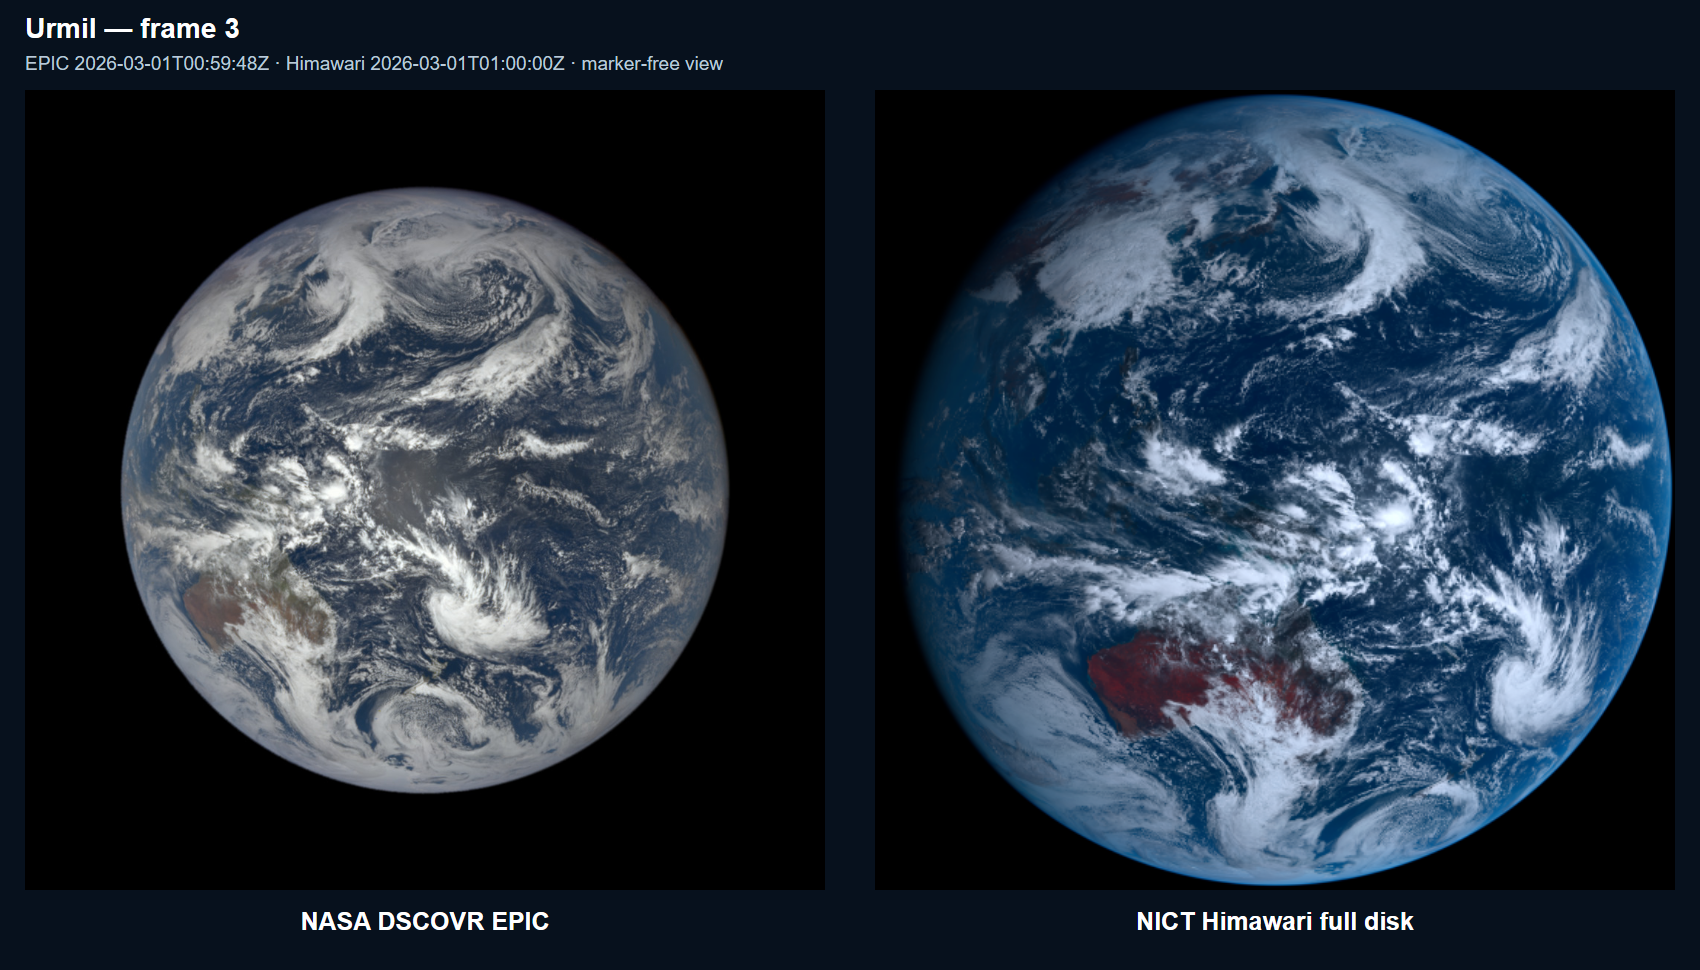 Urmil — frame 3
EPIC 2026-03-01T00:59:48Z · Himawari 2026-03-01T01:00:00Z · marker-free view
NASA DSCOVR EPIC
NICT Himawari full disk